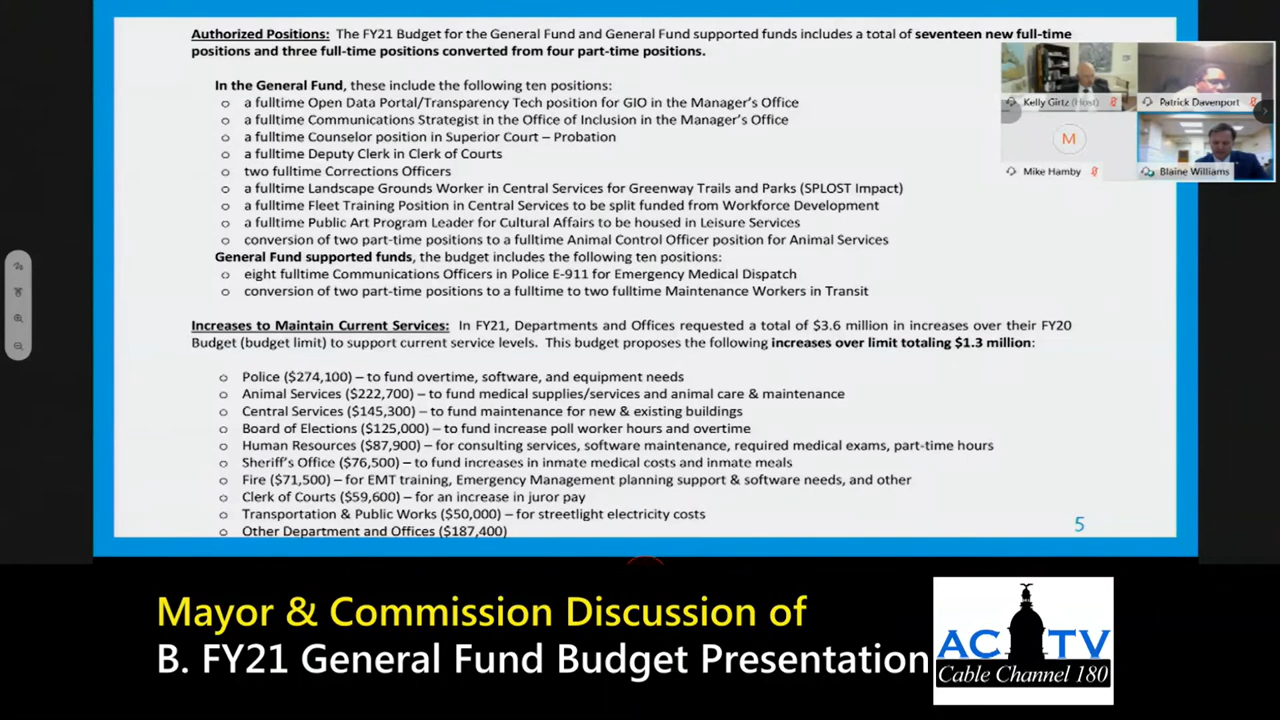 Authorized Positions: The FY21 Budget for the General Fund and General Fund supported funds includes a total of seventeen new full-time
positions and three full-time positions converted from four part-time positions.
In the General Fund, these include the following ten positions:
o a fulltime Open Data Portal/Transparency Tech position for GIO in the Manager's Office
o a fulltime Communications Strategist in the Office of Inclusion in the Manager's Office
o a fulltime Counselor position in Superior Court – Probation
o a fulltime Deputy Clerk in Clerk of Courts
o two fulltime Corrections Officers
o a fulltime Landscape Grounds Worker in Central Services for Greenway Trails and Parks (SPLOST Impact)
o a fulltime Fleet Training Position in Central Services to be split funded from Workforce Development
o a fulltime Public Art Program Leader for Cultural Affairs to be housed in Leisure Services
o conversion of two part-time positions to a fulltime Animal Control Officer position for Animal Services
General Fund supported funds, the budget includes the following ten positions:
o eight fulltime Communications Officers in Police E-911 for Emergency Medical Dispatch
o conversion of two part-time positions to a fulltime to two fulltime Maintenance Workers in Transit
Increases to Maintain Current Services: In FY21, Departments and Offices requested a total of $3.6 million in increases over their FY20
Budget (budget limit) to support current service levels. This budget proposes the following increases over limit totaling $1.3 million:
o Police ($274,100) – to fund overtime, software, and equipment needs
o Animal Services ($222,700) – to fund medical supplies/services and animal care & maintenance
o Central Services ($145,300) – to fund maintenance for new & existing buildings
o Board of Elections ($125,000) – to fund increase poll worker hours and overtime
o Human Resources ($87,900) – for consulting services, software maintenance, required medical exams, part-time hours
o Sheriff's Office ($76,500) – to fund increases in inmate medical costs and inmate meals
o Fire ($71,500) – for EMT training, Emergency Management planning support & software needs, and other
o Clerk of Courts ($59,600) – for an increase in juror pay
o Transportation & Public Works ($50,000) – for streetlight electricity costs
o Other Department and Offices ($187,400)
5
Kelly Girtz (Host)
Patrick Davenport
M
Mike Hamby
Blaine Williams
Mayor & Commission Discussion of
B. FY21 General Fund Budget Presentation
AC TV
Cable Channel 180